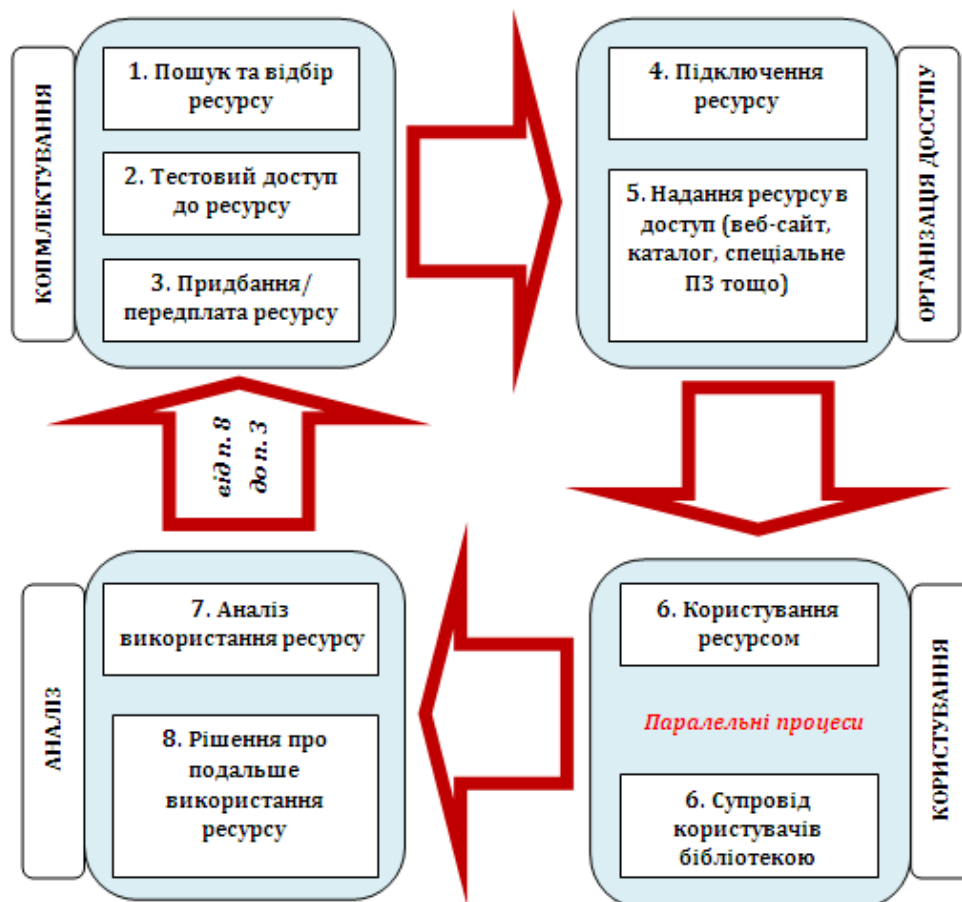 КОПМЛЕКТУВАННЯ
1. Пошук та відбір
ресурсу
2. Тестовий доступ
до ресурсу
3. Придбання/
передплата ресурсу
4. Підключення
ресурсу
5. Надання ресурсу в
доступ (веб-сайт,
каталог, спеціальне
ПЗ тощо)
ОРГАНІЗАЦІЯ ДОССТПУ
від п. 8
до п. 3
6. Користування
ресурсом
Паралельні процеси
6. Супровід
користувачів
бібліотекою
КОРИСТУВАННЯ
АНАЛІЗ
7. Аналіз
використання ресурсу
8. Рішення про
подальше
використання
ресурсу